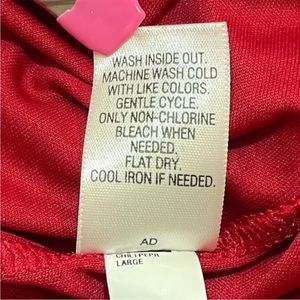 WASH INSIDE OUT.
MACHINE WASH COLD
WITH LIKE COLORS.
GENTLE CYCLE.
ONLY NON-CHLORINE
BLEACH WHEN
NEEDED.
FLAT DRY.
COOL IRON IF NEEDED.
AD
CHILIPEPR
LARGE